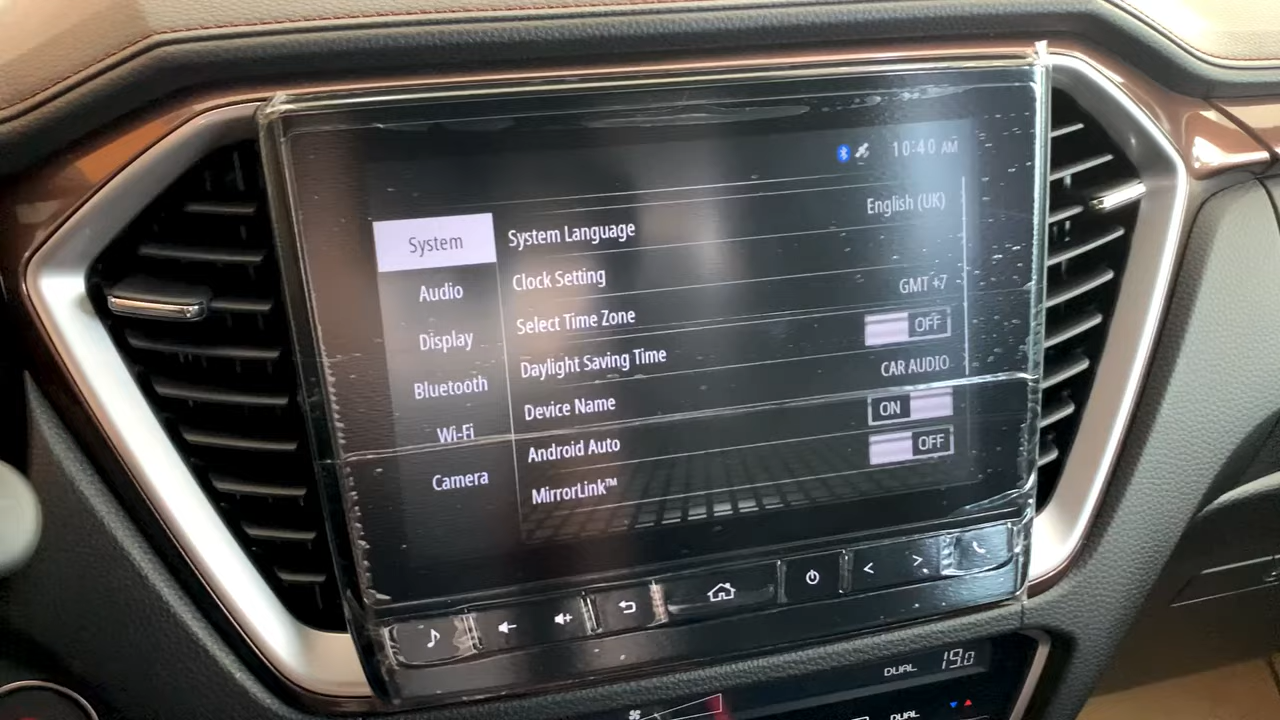 10:40 AM
System
Audio
Display
Bluetooth
Wi-Fi
Camera
System Language English (UK)
Clock Setting
Select Time Zone GMT +7
Daylight Saving Time OFF
Device Name CAR AUDIO
Android Auto ON
MirrorLink™ OFF
DUAL 19.0
DUAL